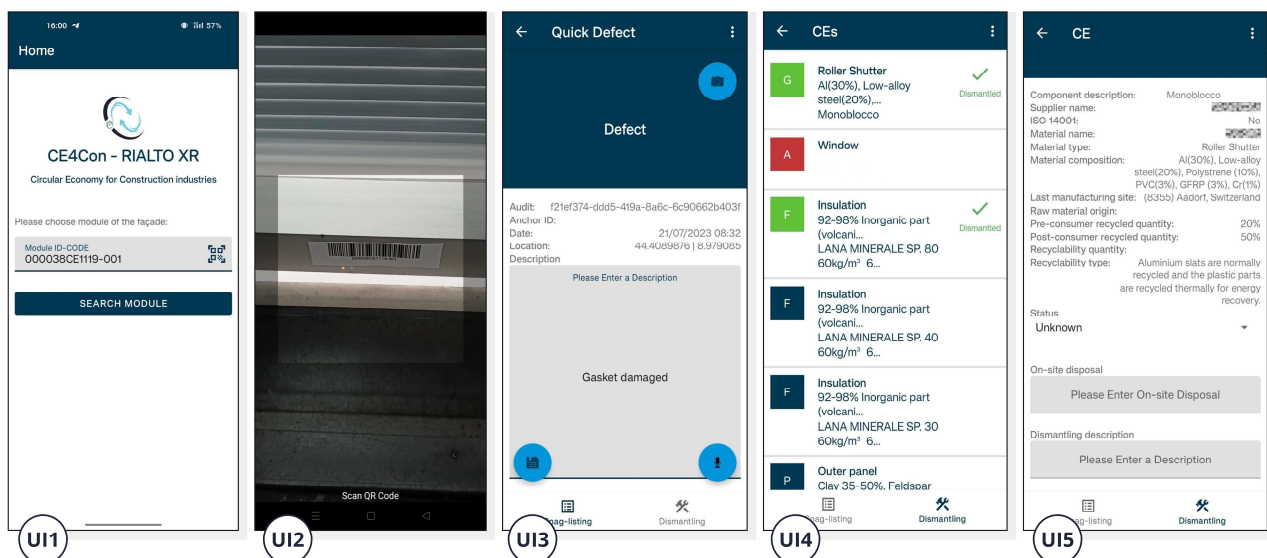 16:00
57%
Home
CE4Con - RIALTO XR
Circular Economy for Construction industries
Please choose module of the façade:
Module ID-CODE
000038CE1119-001
SEARCH MODULE
UI1
000038CE1119-001
Scan QR Code
UI2
Quick Defect
Defect
Audit: f21ef374-ddd5-419a-8a6c-6c90662b403f
Anchor ID:
Date: 21/07/2023 08:32
Location: 44.4089876 | 8.979085
Description
Please Enter a Description
Gasket damaged
nag-listing Dismantling
UI3
CEs
G
Roller Shutter
Al(30%), Low-alloy
steel(20%),...
Monoblocco
Dismantled
A
Window
F
Insulation
92-98% Inorganic part
(volcani...
LANA MINERALE SP. 80
60kg/m³ 6...
Dismantled
F
Insulation
92-98% Inorganic part
(volcani...
LANA MINERALE SP. 40
60kg/m³ 6...
F
Insulation
92-98% Inorganic part
(volcani...
LANA MINERALE SP. 30
60kg/m³ 6...
P
Outer panel
Clay 35-50%, Feldspar
nag-listing Dismantling
UI4
CE
Component description: Monoblocco
Supplier name:
ISO 14001: No
Material name:
Material type: Roller Shutter
Material composition: Al(30%), Low-alloy
steel(20%), Polystrene (10%),
PVC(3%), GFRP (3%), Cr(1%)
Last manufacturing site: (8355) Aadorf, Switzerland
Raw material origin:
Pre-consumer recycled quantity: 20%
Post-consumer recycled quantity: 50%
Recyclability quantity:
Recyclability type: Aluminium slats are normally
recycled and the plastic parts
are recycled thermally for energy
recovery.
Status
Unknown
On-site disposal
Please Enter On-site Disposal
Dismantling description
Please Enter a Description
ag-listing Dismantling
UI5